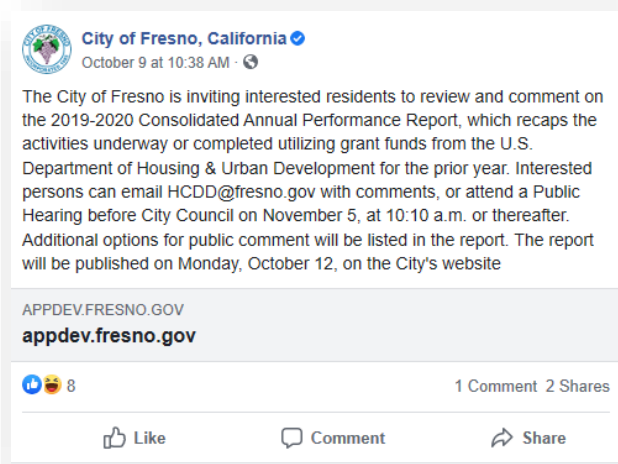 City of Fresno, California
October 9 at 10:38 AM ·
The City of Fresno is inviting interested residents to review and comment on
the 2019-2020 Consolidated Annual Performance Report, which recaps the
activities underway or completed utilizing grant funds from the U.S.
Department of Housing & Urban Development for the prior year. Interested
persons can email HCDD@fresno.gov with comments, or attend a Public
Hearing before City Council on November 5, at 10:10 a.m. or thereafter.
Additional options for public comment will be listed in the report. The report
will be published on Monday, October 12, on the City's website
APPDEV.FRESNO.GOV
appdev.fresno.gov
8 1 Comment 2 Shares
Like Comment Share